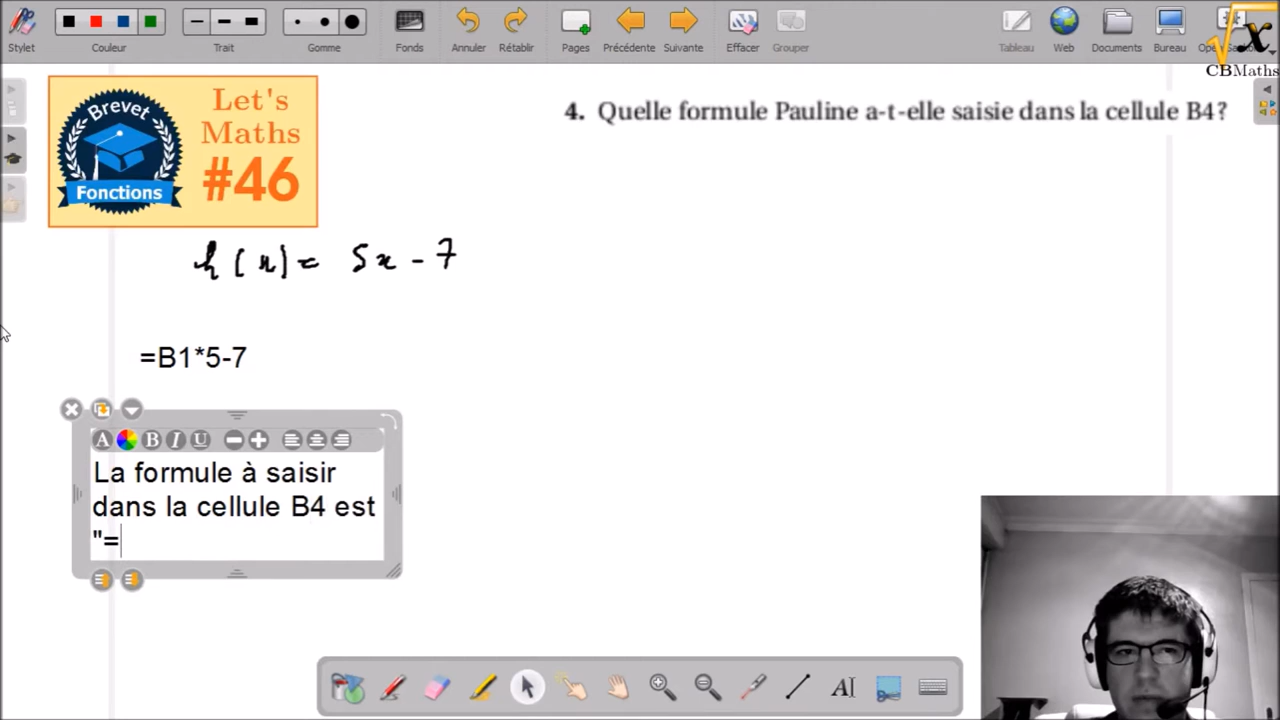 Stylet
Couleur
Trait
Gomme
Fonds
Annuler
Rétablir
Pages
Précédente
Suivante
Effacer
Grouper
Tableau
Web
Documents
Bureau
x
CBMaths
Brevet
Fonctions
Let's
Maths
#46
4. Quelle formule Pauline a-t-elle saisie dans la cellule B4?
h(x)= 5x - 7
=B1*5-7
A B I U
La formule à saisir
dans la cellule B4 est
"=
AI